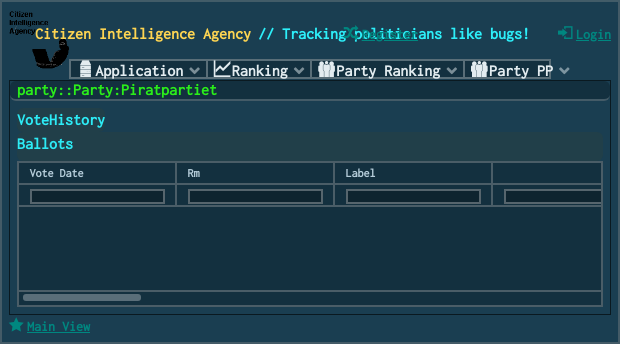 Citizen
Intelligence
Agency
Citizen Intelligence Agency // Tracking politicians like bugs!
Register
Login
Application
Ranking
Party Ranking
Party PP
party::Party:Piratpartiet
VoteHistory
Ballots
Vote Date
Rm
Label
Main View